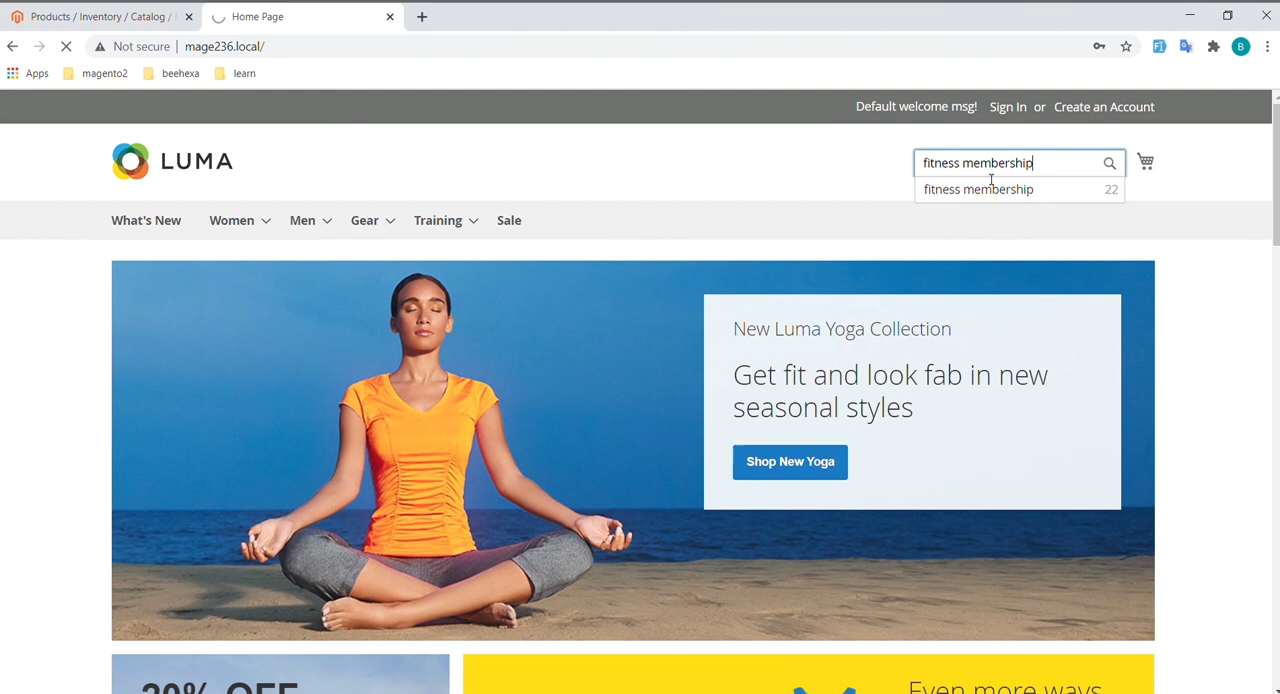 Products / Inventory / Catalog /
Home Page
Not secure | mage236.local/
B
Apps
magento2
beehexa
learn
Default welcome msg! Sign In or Create an Account
LUMA
fitness membership
fitness membership 22
What's New
Women
Men
Gear
Training
Sale
New Luma Yoga Collection
Get fit and look fab in new
seasonal styles
Shop New Yoga
20% OFF
Even more ways